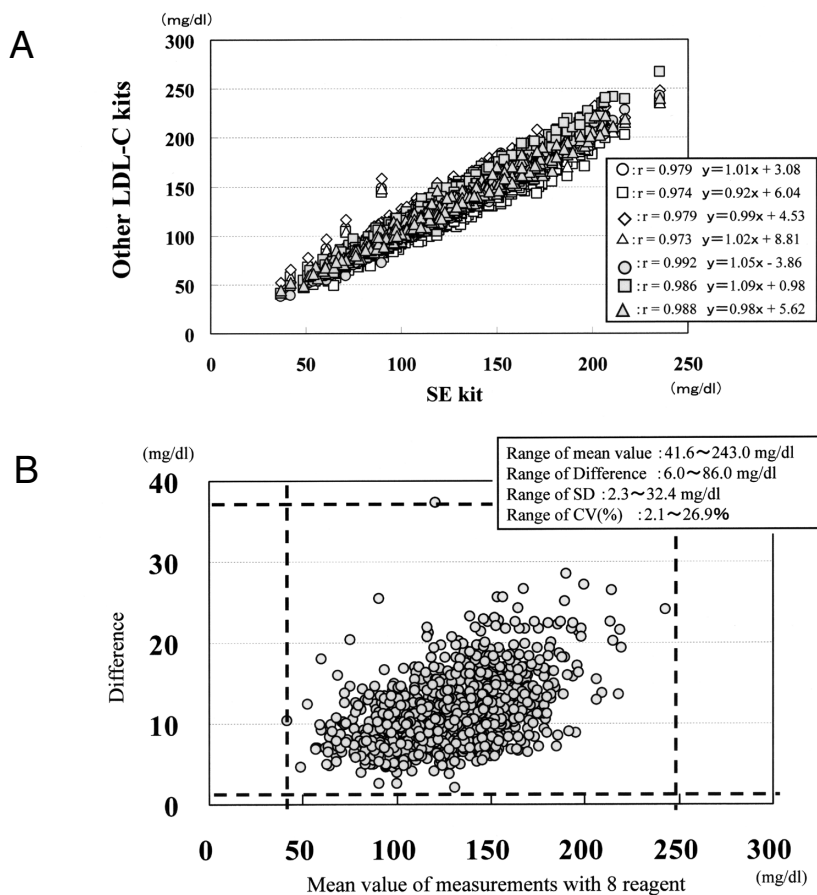 A
(mg/dl)
300
250
200
150
100
50
0
Other LDL-C kits
:r = 0.979 y=1.01x + 3.08
:r = 0.974 y=0.92x + 6.04
:r = 0.979 y=0.99x + 4.53
:r = 0.973 y=1.02x + 8.81
:r = 0.992 y=1.05x - 3.86
:r = 0.986 y=1.09x + 0.98
:r = 0.988 y=0.98x + 5.62
0 50 100 150 200 250
SE kit
(mg/dl)
B
(mg/dl)
Range of mean value :41.6~243.0 mg/dl
Range of Difference :6.0~86.0 mg/dl
Range of SD :2.3~32.4 mg/dl
Range of CV(%) :2.1~26.9%
40
30
20
10
0
Difference
0 50 100 150 200 250 300
Mean value of measurements with 8 reagent
(mg/dl)